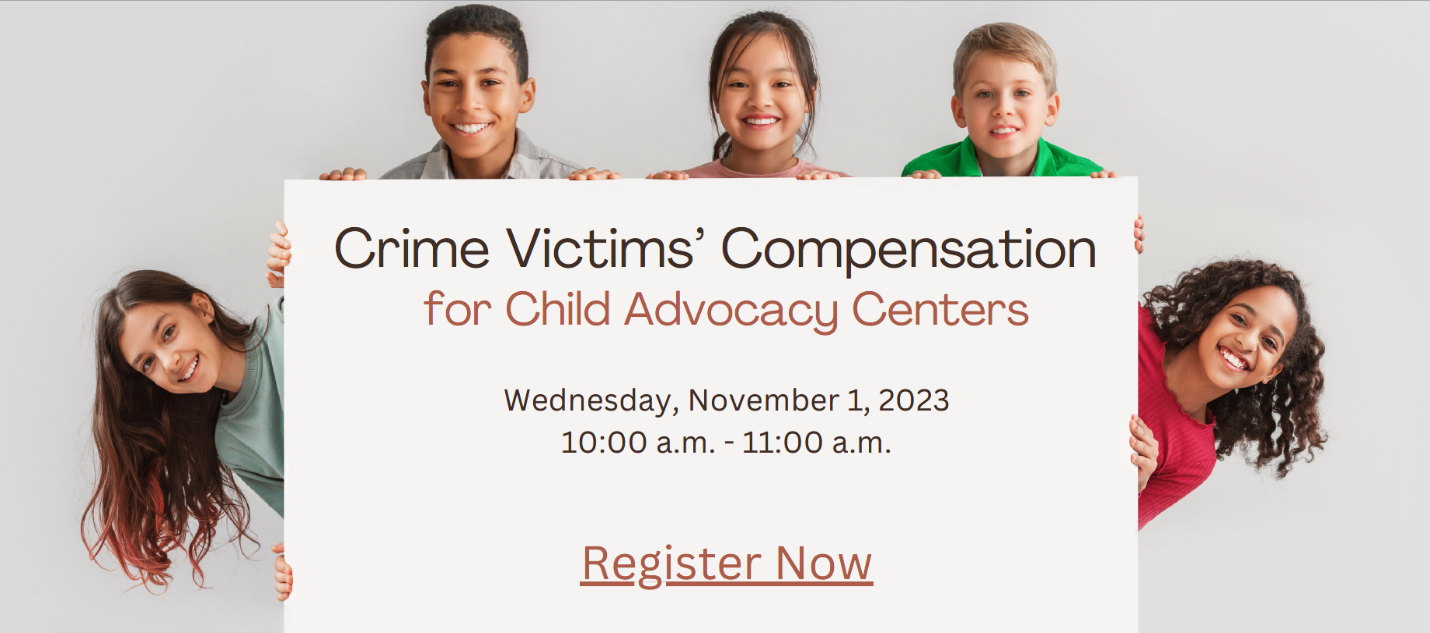 Crime Victims’ Compensation
for Child Advocacy Centers
Wednesday, November 1, 2023
10:00 a.m. - 11:00 a.m.
Register Now